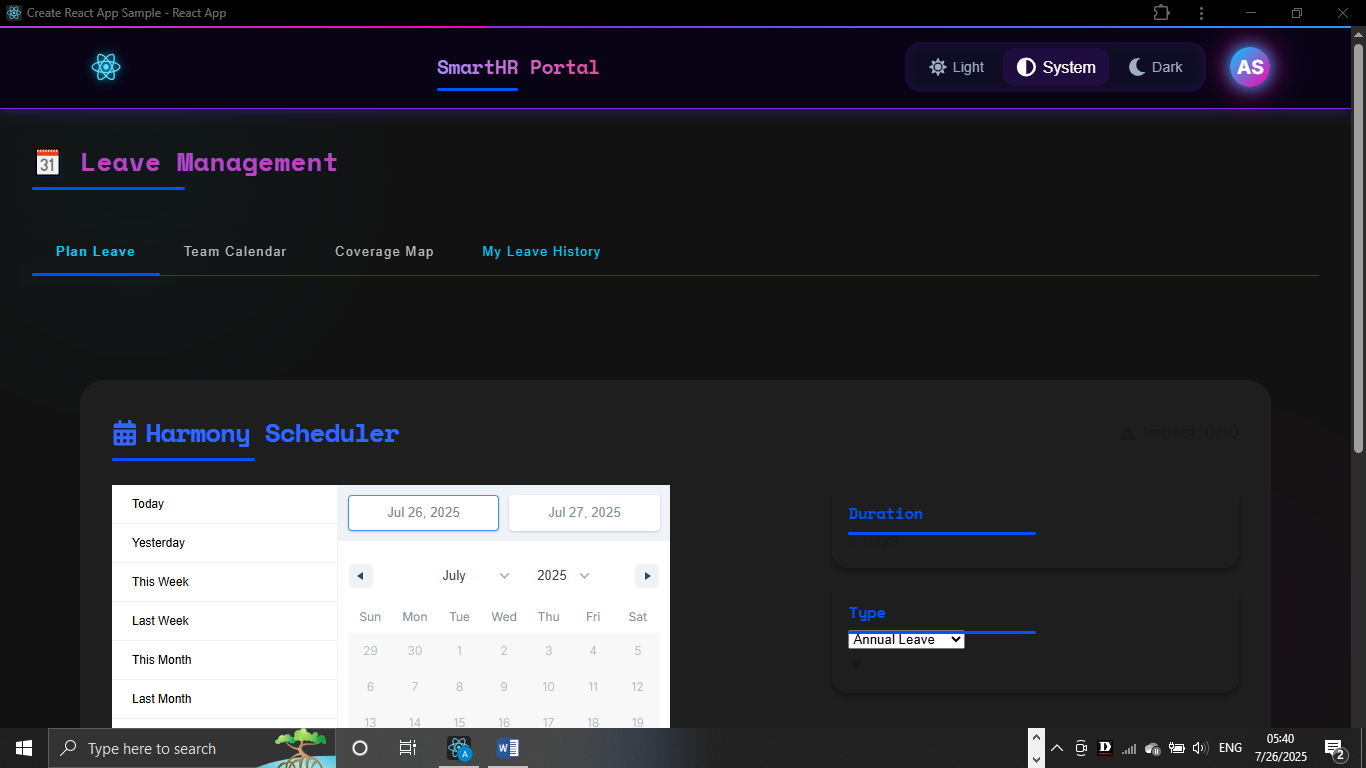 Create React App Sample - React App
SmartHR Portal
Light
System
Dark
AS
31 Leave Management
Plan Leave
Team Calendar
Coverage Map
My Leave History
Harmony Scheduler
Impact: 0/10
Today
Yesterday
This Week
Last Week
This Month
Last Month
Jul 26, 2025
Jul 27, 2025
July
2025
Sun Mon Tue Wed Thu Fri Sat
29 30 1 2 3 4 5
6 7 8 9 10 11 12
13 14 15 16 17 18 19
Duration
Type
Annual Leave
Type here to search
A
W
D
ENG
05:40
7/26/2025
2